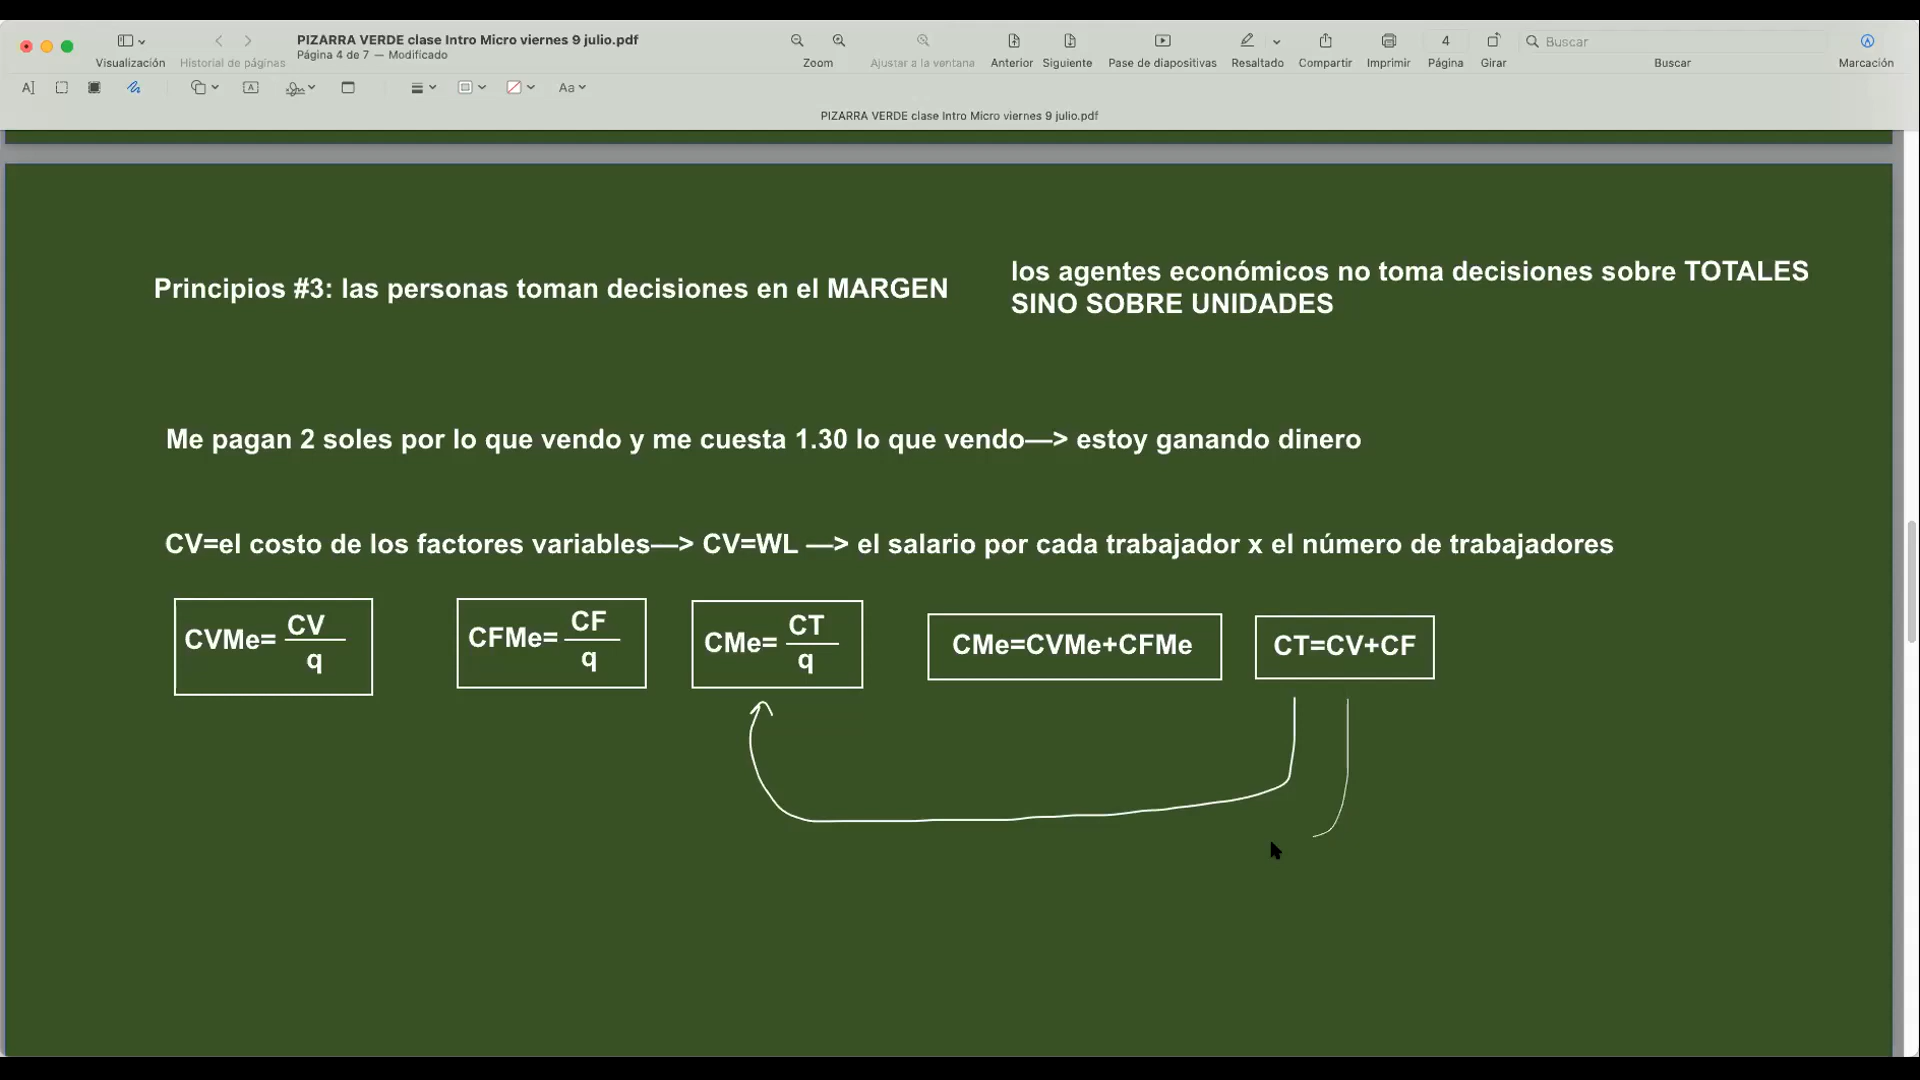 PIZARRA VERDE clase Intro Micro viernes 9 julio.pdf
Página 4 de 7 — Modificado
Visualización
Historial de páginas
Zoom
Ajustar a la ventana
Anterior
Siguiente
Pase de diapositivas
Resaltado
Compartir
Imprimir
4
Página
Girar
Buscar
Buscar
Marcación
Aa
PIZARRA VERDE clase Intro Micro viernes 9 julio.pdf
Principios #3: las personas toman decisiones en el MARGEN
los agentes económicos no toma decisiones sobre TOTALES
SINO SOBRE UNIDADES
Me pagan 2 soles por lo que vendo y me cuesta 1.30 lo que vendo—> estoy ganando dinero
CV=el costo de los factores variables—> CV=WL —> el salario por cada trabajador x el número de trabajadores
CVMe= CV
q
CFMe= CF
q
CMe= CT
q
CMe=CVMe+CFMe
CT=CV+CF